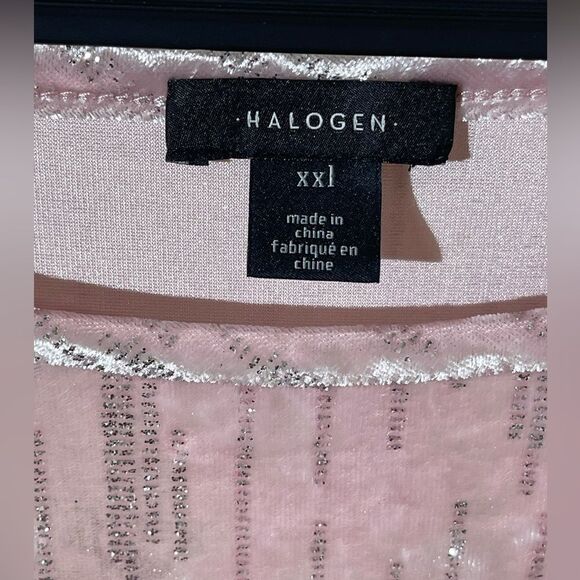 ·HALOGEN·
xxl
made in
china
fabriqué en
chine